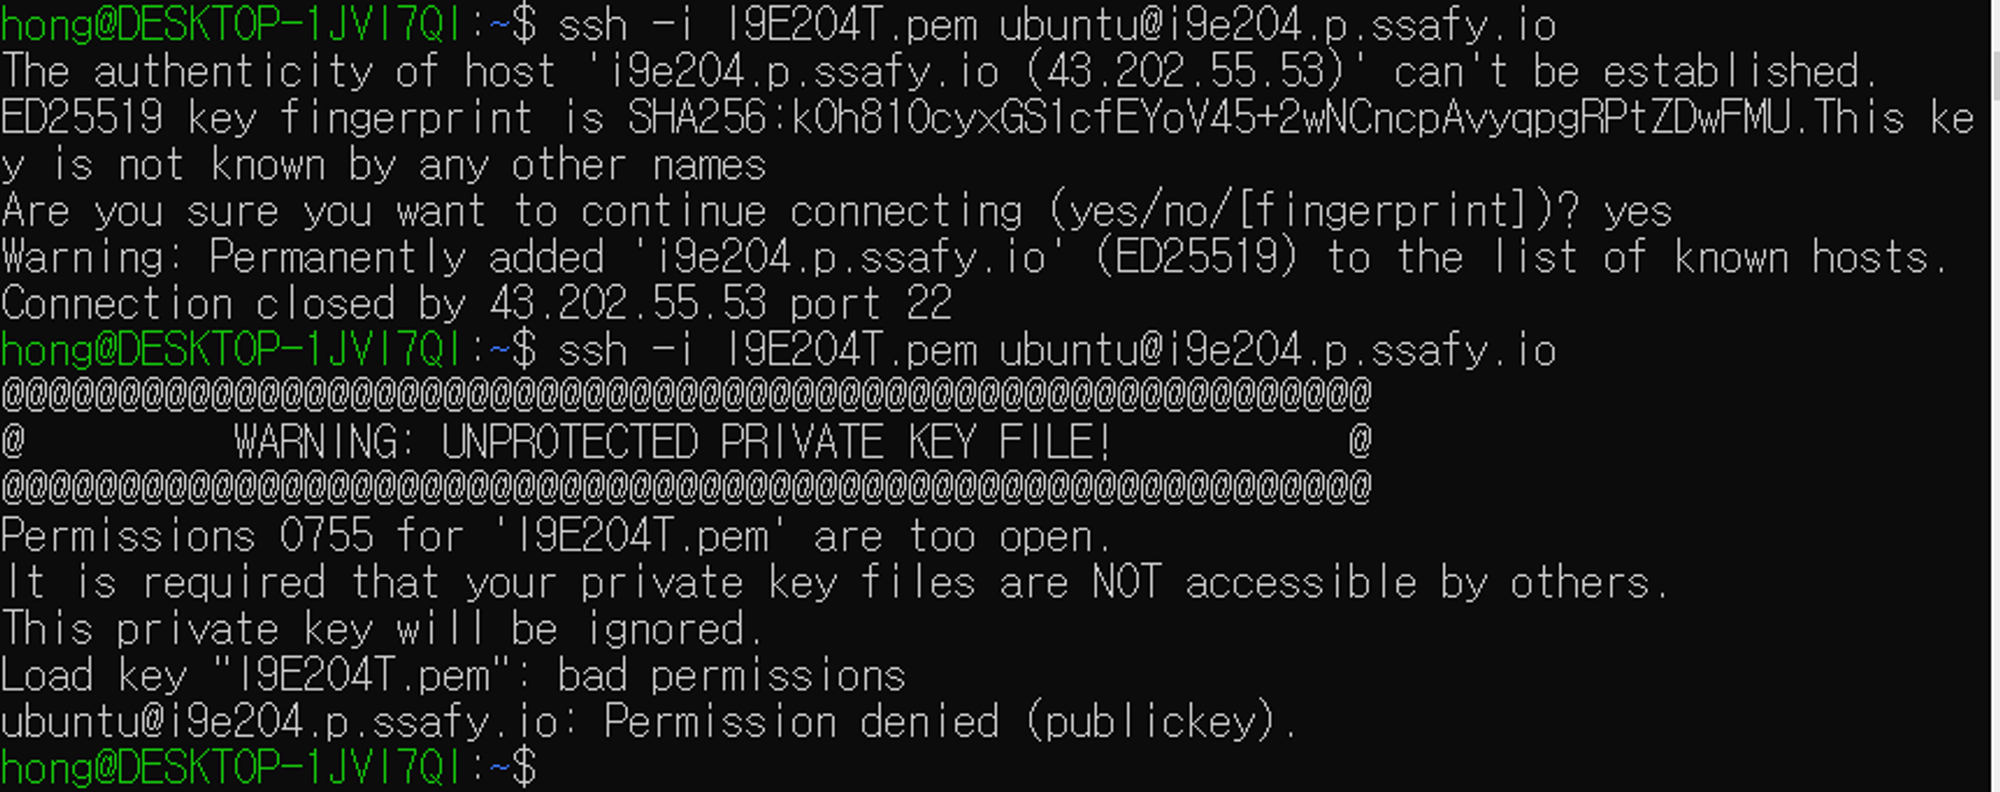 hong@DESKTOP-1JVI7QI:~$ ssh -i I9E204T.pem ubuntu@i9e204.p.ssafy.io
The authenticity of host 'i9e204.p.ssafy.io (43.202.55.53)' can't be established.
ED25519 key fingerprint is SHA256:kOh810cyxGS1cfEYoV45+2wNCncpAvyqpgRPtZDwFMU.This ke
y is not known by any other names
Are you sure you want to continue connecting (yes/no/[fingerprint])? yes
Warning: Permanently added 'i9e204.p.ssafy.io' (ED25519) to the list of known hosts.
Connection closed by 43.202.55.53 port 22
hong@DESKTOP-1JVI7QI:~$ ssh -i I9E204T.pem ubuntu@i9e204.p.ssafy.io
@@@@@@@@@@@@@@@@@@@@@@@@@@@@@@@@@@@@@@@@@@@@@@@@@@@@@@@@@@@
@         WARNING: UNPROTECTED PRIVATE KEY FILE!          @
@@@@@@@@@@@@@@@@@@@@@@@@@@@@@@@@@@@@@@@@@@@@@@@@@@@@@@@@@@@
Permissions 0755 for 'I9E204T.pem' are too open.
It is required that your private key files are NOT accessible by others.
This private key will be ignored.
Load key "I9E204T.pem": bad permissions
ubuntu@i9e204.p.ssafy.io: Permission denied (publickey).
hong@DESKTOP-1JVI7QI:~$